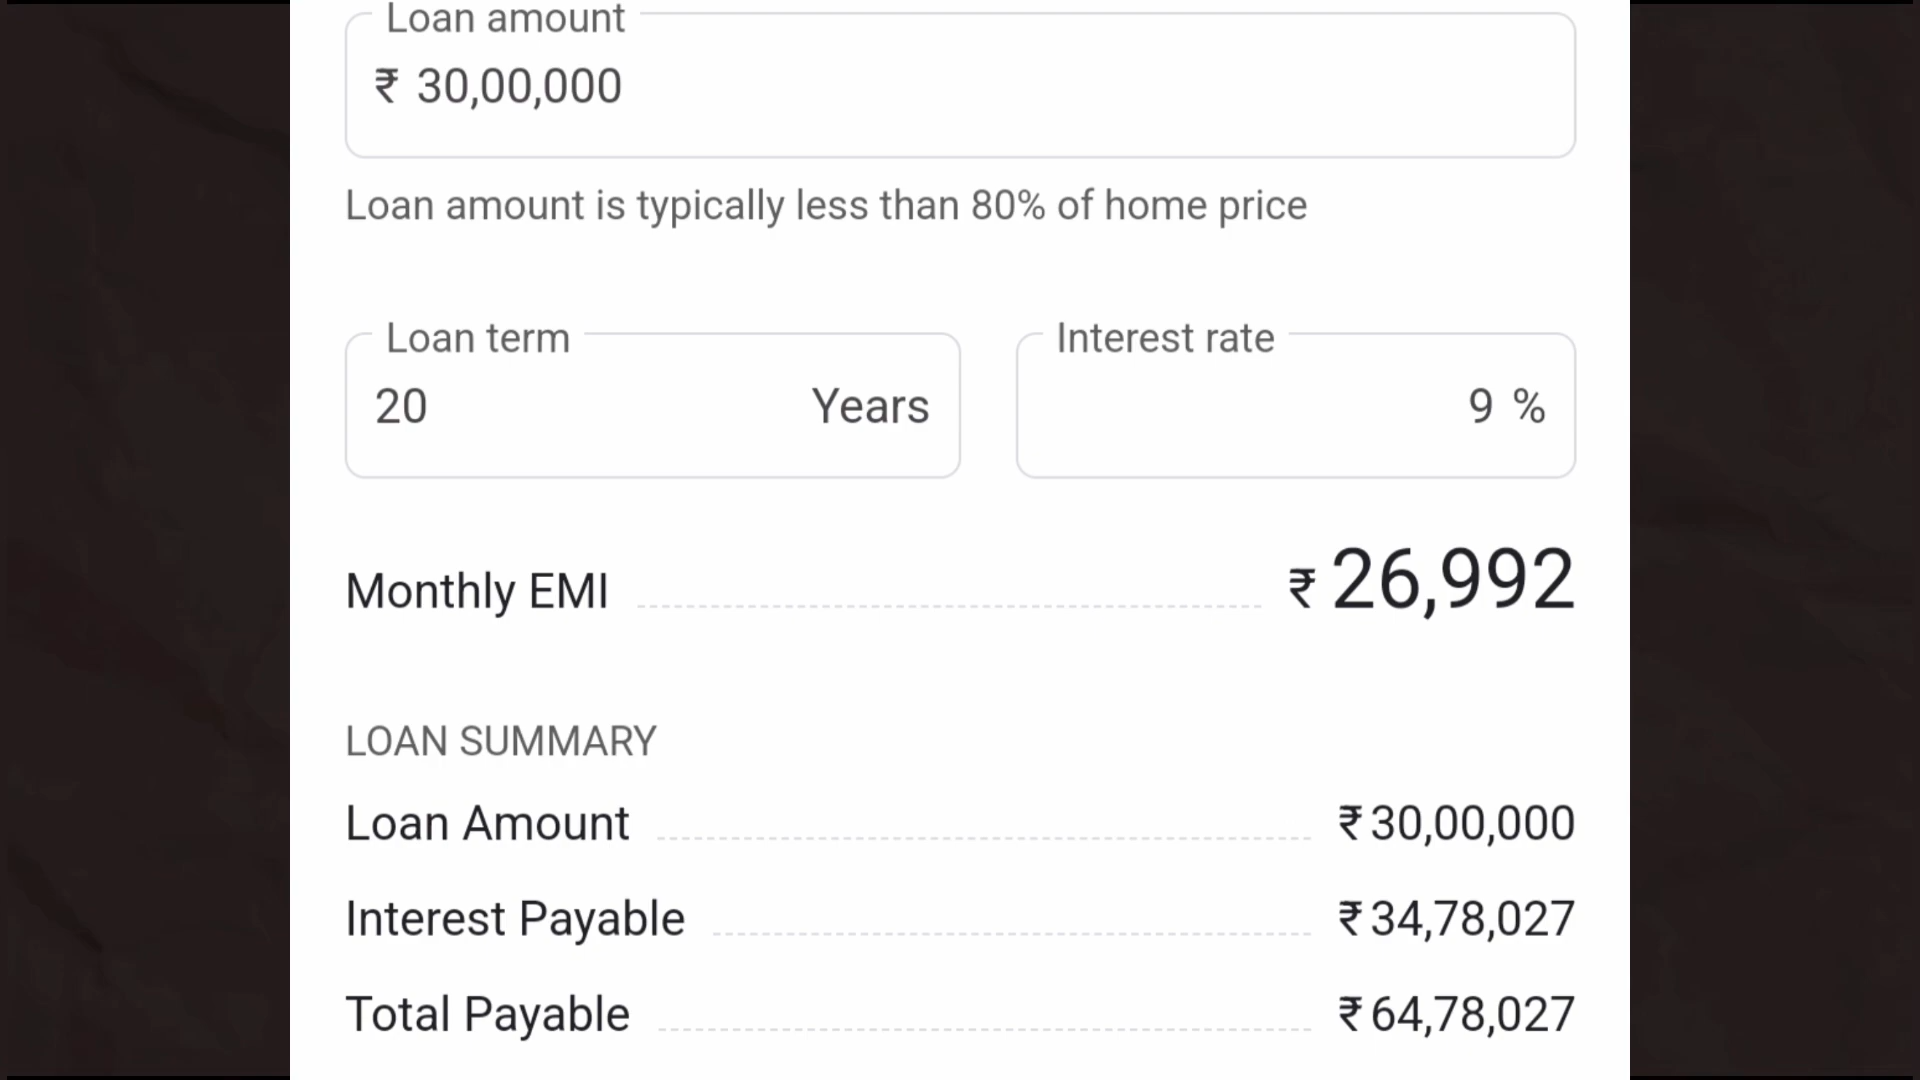 Loan amount
₹ 30,00,000
Loan amount is typically less than 80% of home price
Loan term
20 Years
Interest rate
9 %
Monthly EMI ₹ 26,992
LOAN SUMMARY
Loan Amount ₹30,00,000
Interest Payable ₹34,78,027
Total Payable ₹64,78,027